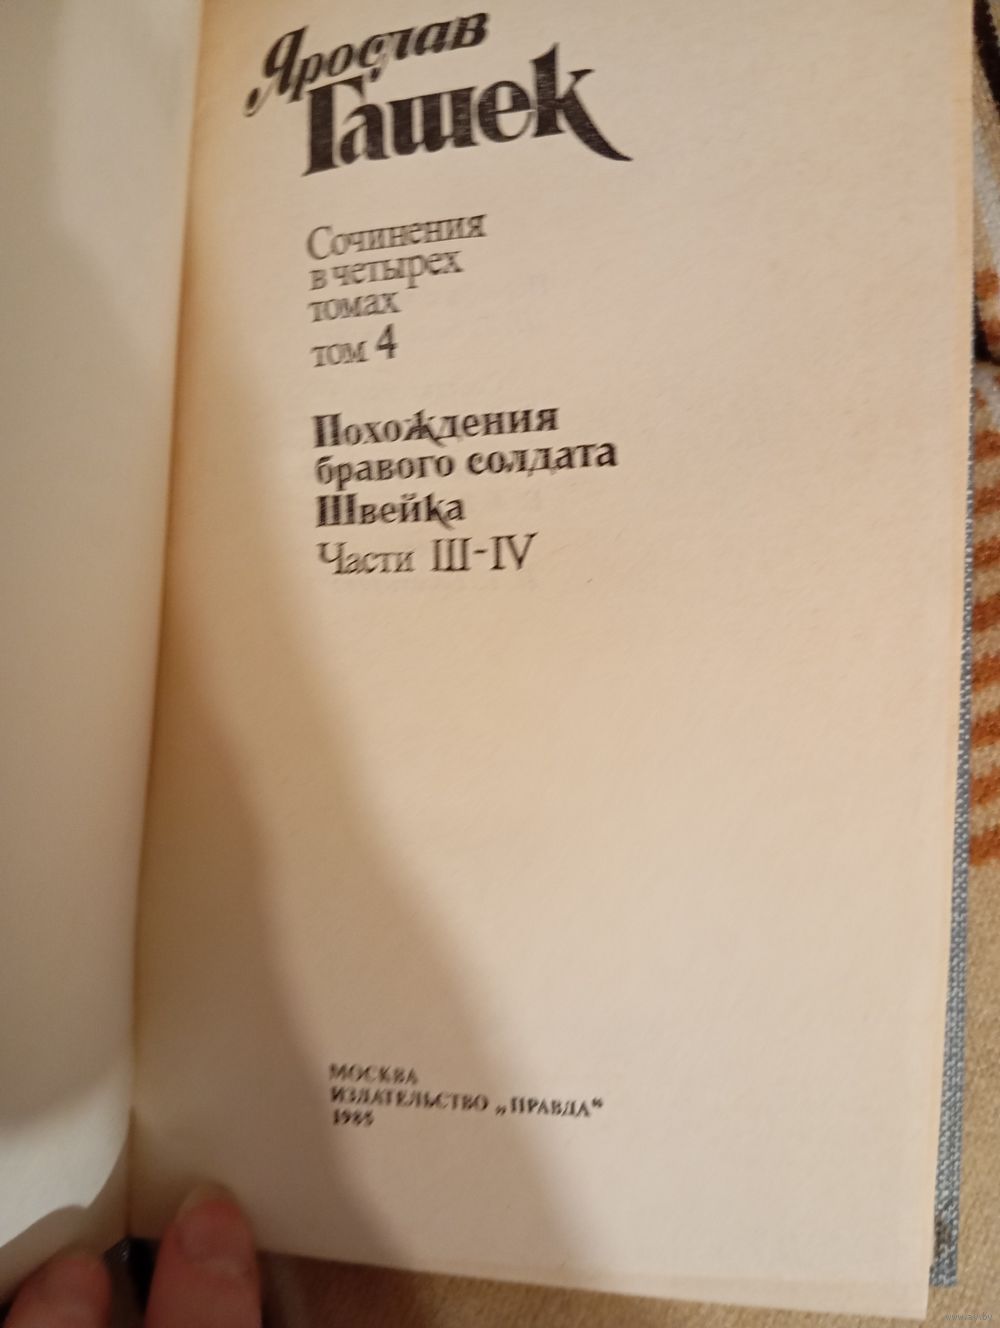 Ярослав
Гашек
Сочинения
в четырех
томах
том 4
Похождения
бравого солдата
Швейка
Части III-IV
МОСКВА
ИЗДАТЕЛЬСТВО „ПРАВДА“
1985